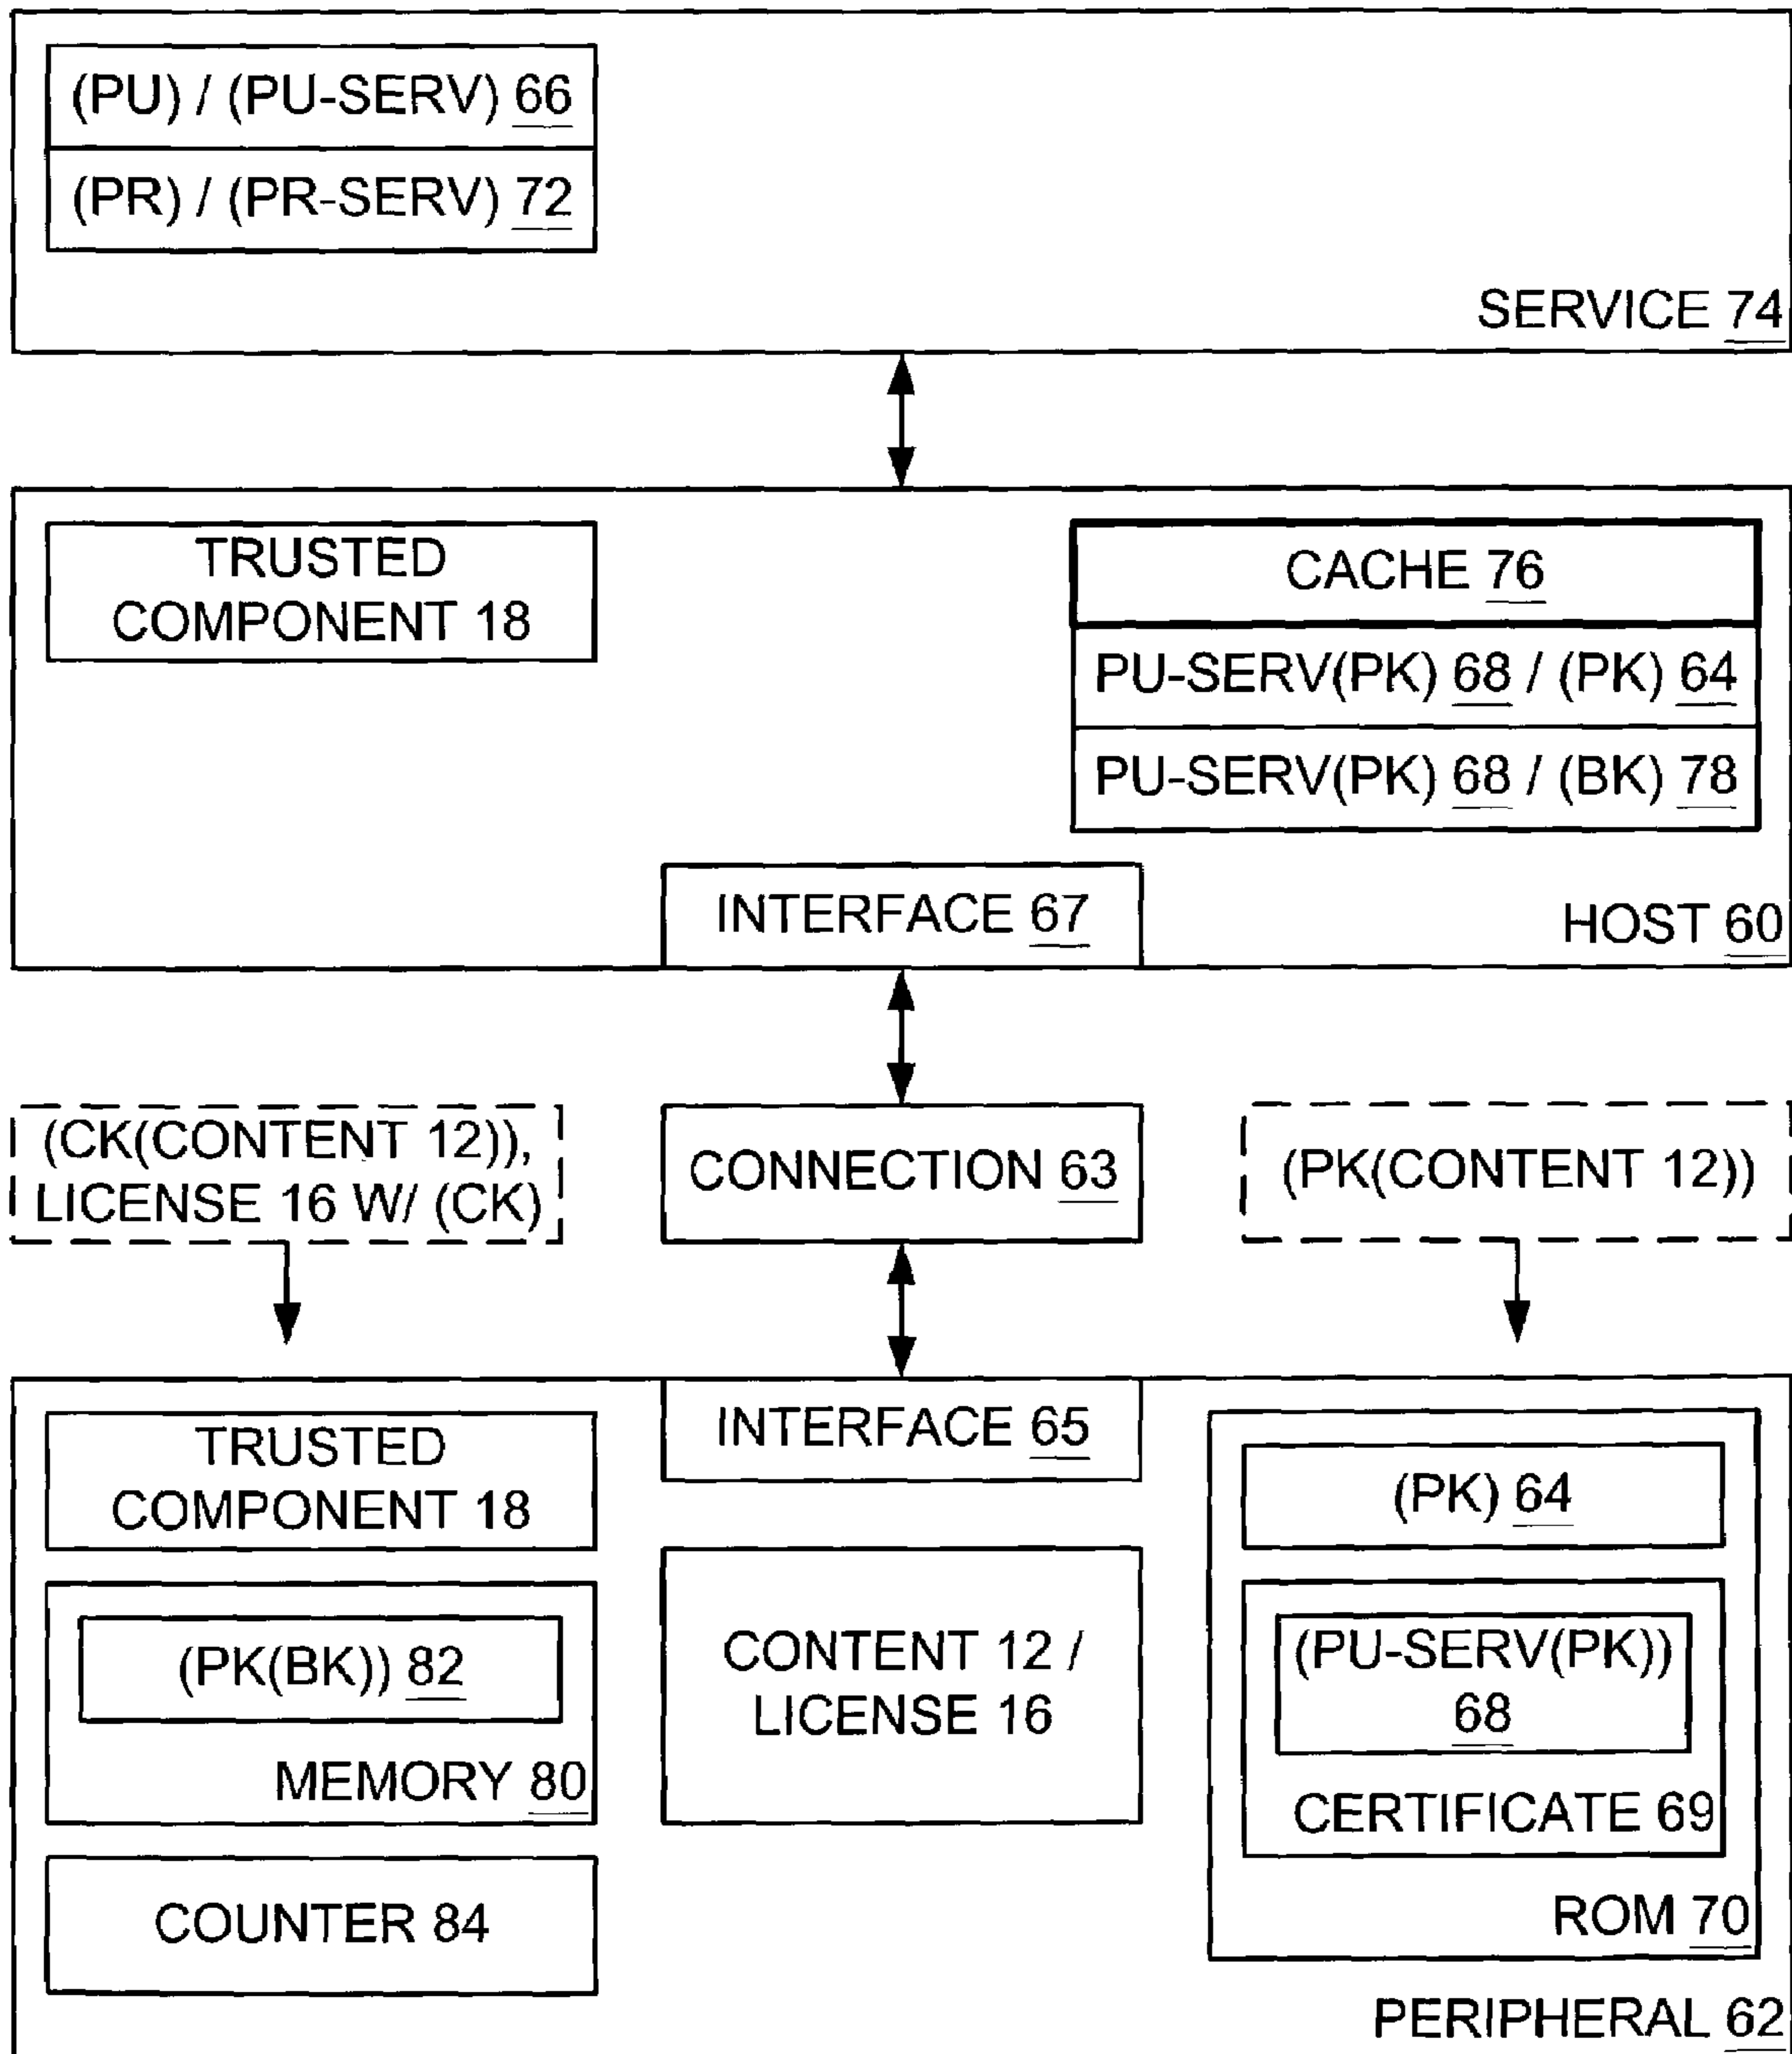 (PU) / (PU-SERV) 66
(PR) / (PR-SERV) 72
SERVICE 74
TRUSTED
COMPONENT 18
CACHE 76
PU-SERV(PK) 68 / (PK) 64
PU-SERV(PK) 68 / (BK) 78
INTERFACE 67
HOST 60
(CK(CONTENT 12)),
LICENSE 16 W/ (CK)
CONNECTION 63
(PK(CONTENT 12))
TRUSTED
COMPONENT 18
INTERFACE 65
(PK) 64
(PK(BK)) 82
MEMORY 80
CONTENT 12 /
LICENSE 16
(PU-SERV(PK))
68
CERTIFICATE 69
COUNTER 84
ROM 70
PERIPHERAL 62